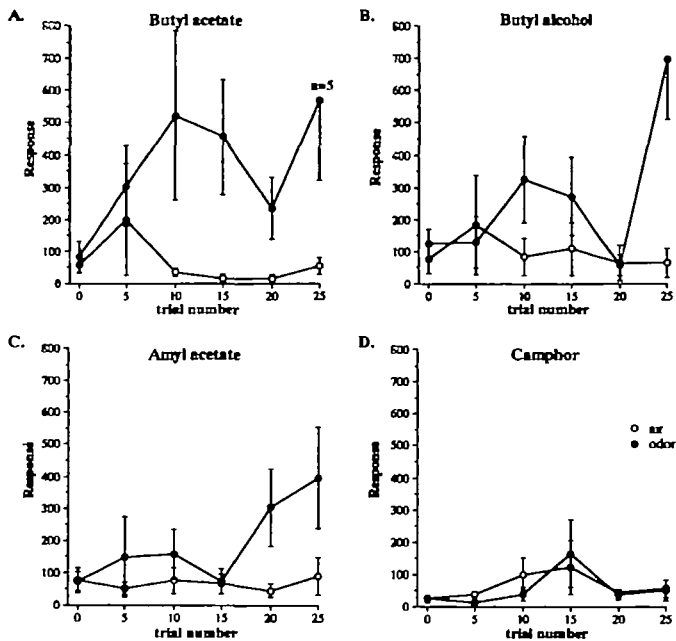 A. Butyl acetate
Response
800
700
600
500
400
300
200
100
0
n=5
0 5 10 15 20 25
trial number
B. Butyl alcohol
Response
800
700
600
500
400
300
200
100
0
0 5 10 15 20 25
trial number
C. Amyl acetate
Response
800
700
600
500
400
300
200
100
0
0 5 10 15 20 25
trial number
D. Camphor
Response
800
700
600
500
400
300
200
100
0
air
odor
0 5 10 15 20 25
trial number